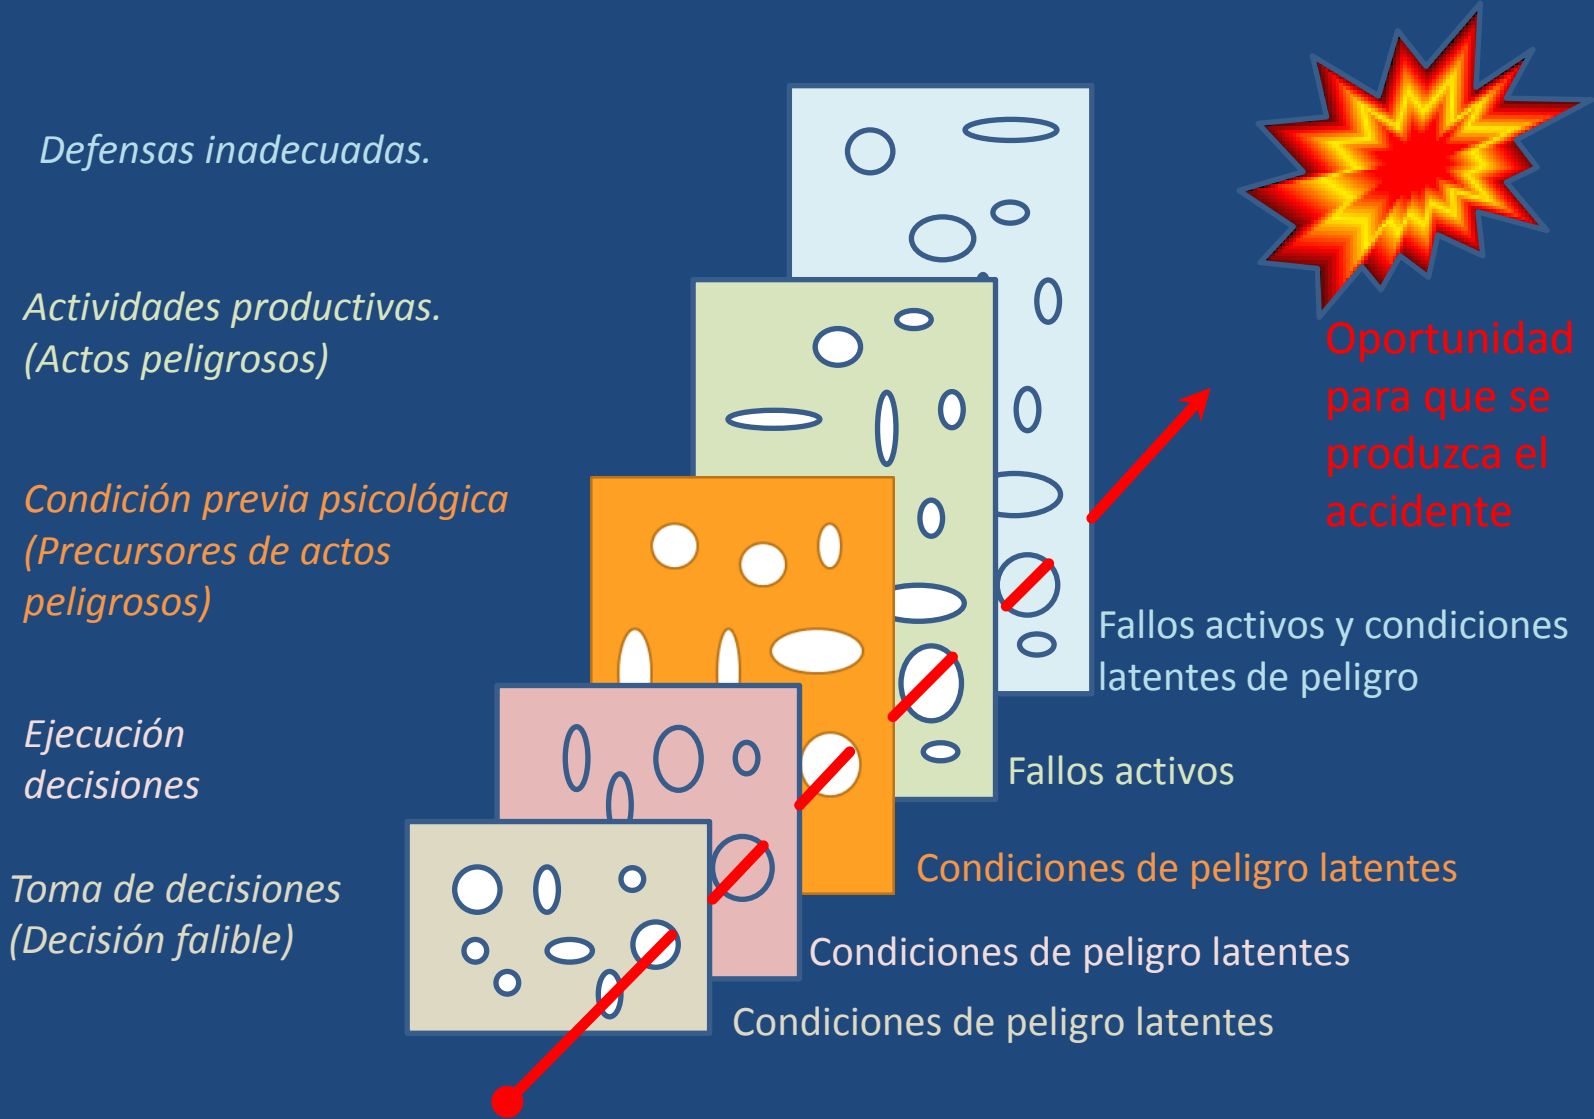 Defensas inadecuadas.
Actividades productivas.
(Actos peligrosos)
Oportunidad
para que se
produzca el
accidente
Condición previa psicológica
(Precursores de actos
peligrosos)
Fallos activos y condiciones
latentes de peligro
Ejecución
decisiones
Fallos activos
Toma de decisiones
(Decisión falible)
Condiciones de peligro latentes
Condiciones de peligro latentes
Condiciones de peligro latentes